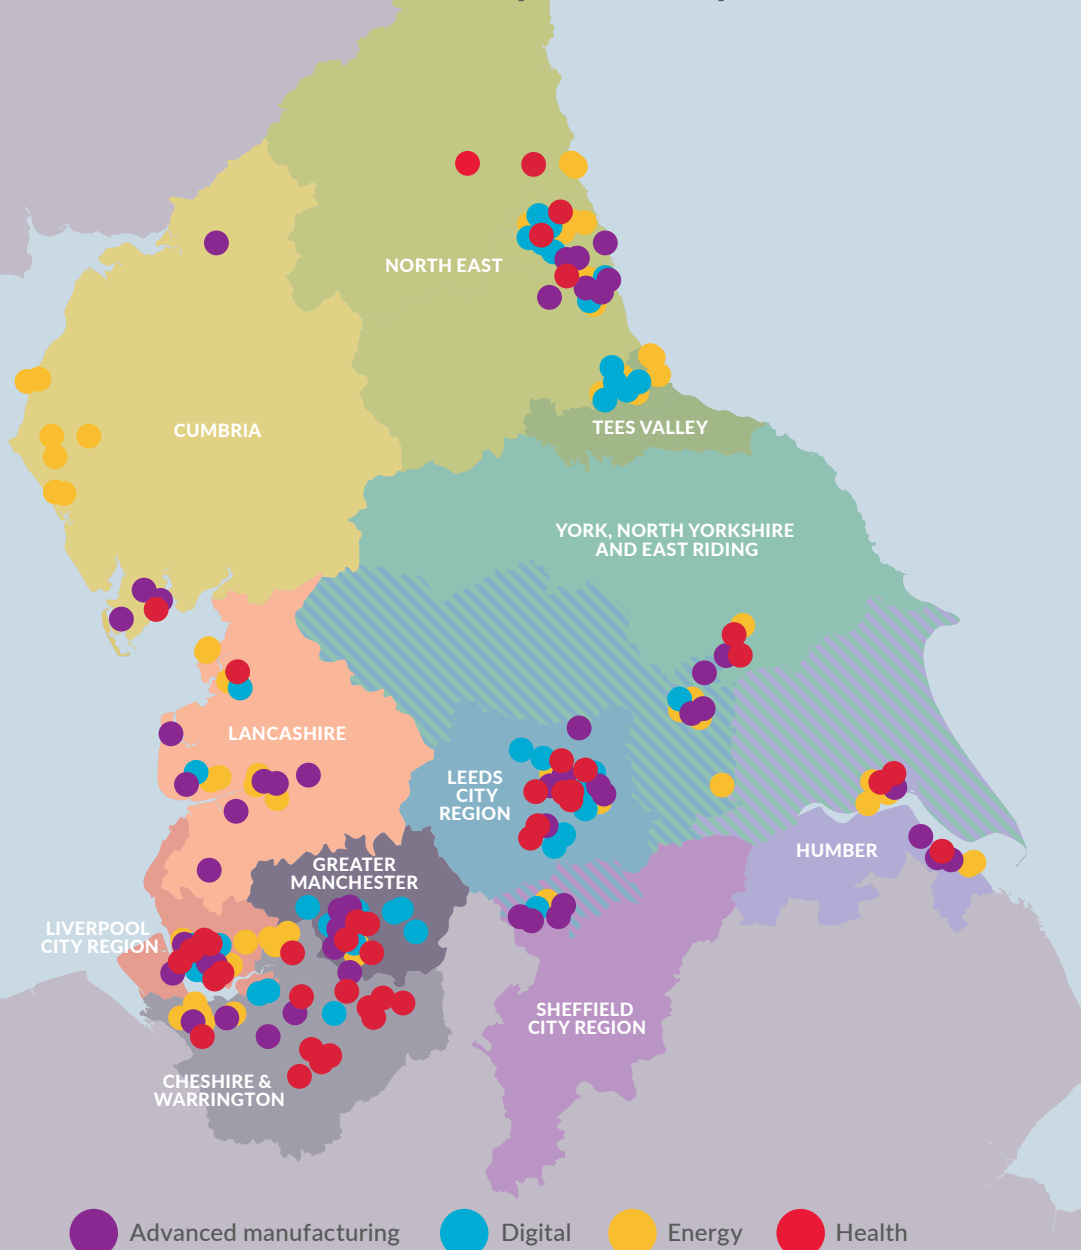 NORTH EAST
CUMBRIA
TEES VALLEY
YORK, NORTH YORKSHIRE
AND EAST RIDING
LANCASHIRE
LEEDS
CITY
REGION
HUMBER
GREATER
MANCHESTER
LIVERPOOL
CITY REGION
SHEFFIELD
CITY REGION
CHESHIRE &
WARRINGTON
Advanced manufacturing
Digital
Energy
Health